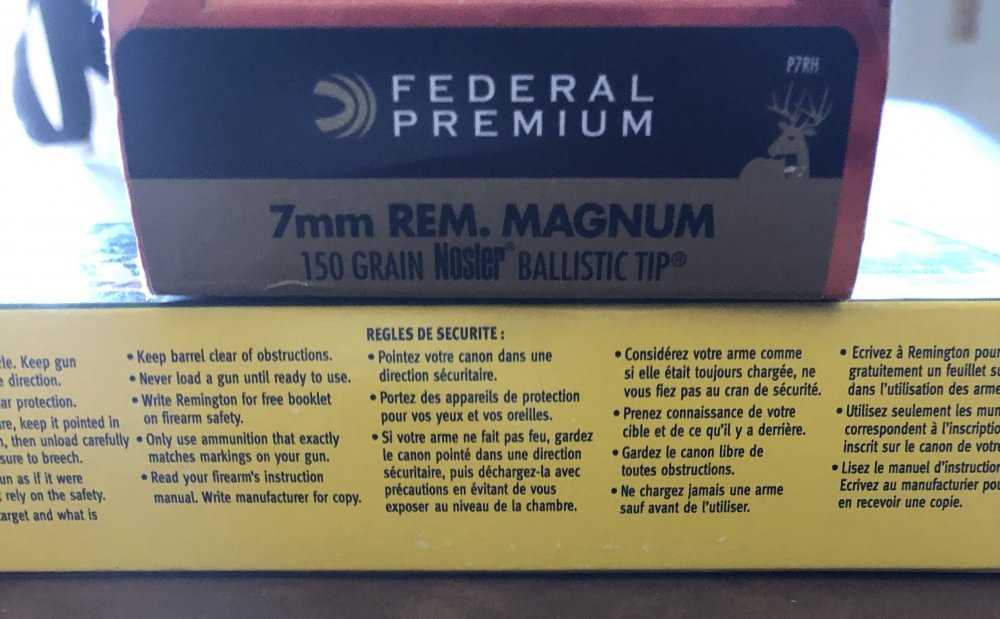 P7RH
FEDERAL
PREMIUM
7mm REM. MAGNUM
150 GRAIN Nosler® BALLISTIC TIP®
Keep gun
direction.
protection.
keep it pointed in
then unload carefully
sure to breech.
as if it were
rely on the safety.
and what is
• Keep barrel clear of obstructions.
• Never load a gun until ready to use.
• Write Remington for free booklet
on firearm safety.
• Only use ammunition that exactly
matches markings on your gun.
• Read your firearm's instruction
manual. Write manufacturer for copy.
REGLES DE SECURITE :
• Pointez votre canon dans une
direction sécuritaire.
• Portez des appareils de protection
pour vos yeux et vos oreilles.
• Si votre arme ne fait pas feu, gardez
le canon pointé dans une direction
sécuritaire, puis déchargez-la avec
précautions en évitant de vous
exposer au niveau de la chambre.
• Considérez votre arme comme
si elle était toujours chargée, ne
vous fiez pas au cran de sécurité.
• Prenez connaissance de votre
cible et de ce qu'il y a derrière.
• Gardez le canon libre de
toutes obstructions.
• Ne chargez jamais une arme
sauf avant de l'utiliser.
• Ecrivez à Remington pour
gratuitement un feuillet
dans l'utilisation des
• Utilisez seulement les
correspondent à
inscrit sur le canon de
• Lisez le manuel
Ecrivez au manufacturier
en recevoir une copie.